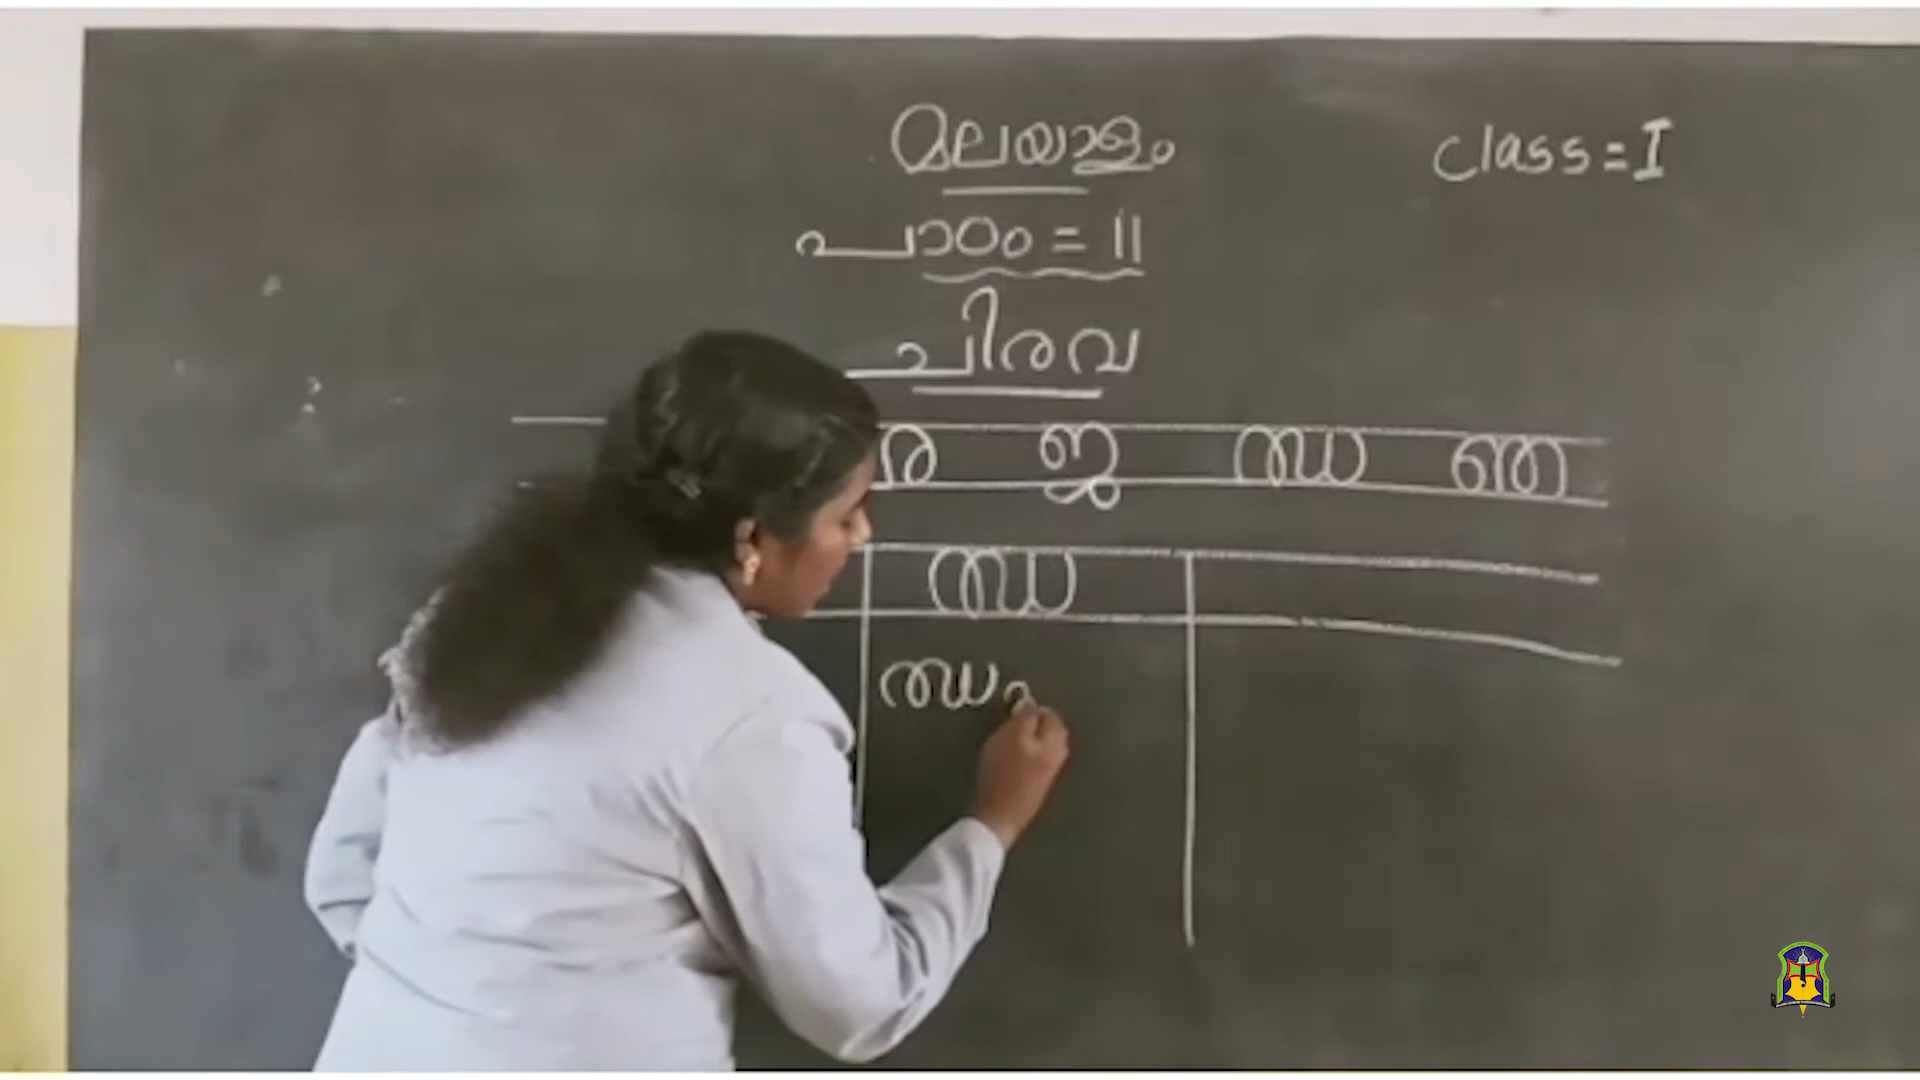 മലയാളം
Class = I
പാഠം = 11
ചിരവ
ജ ഝ ഞ
ഝ